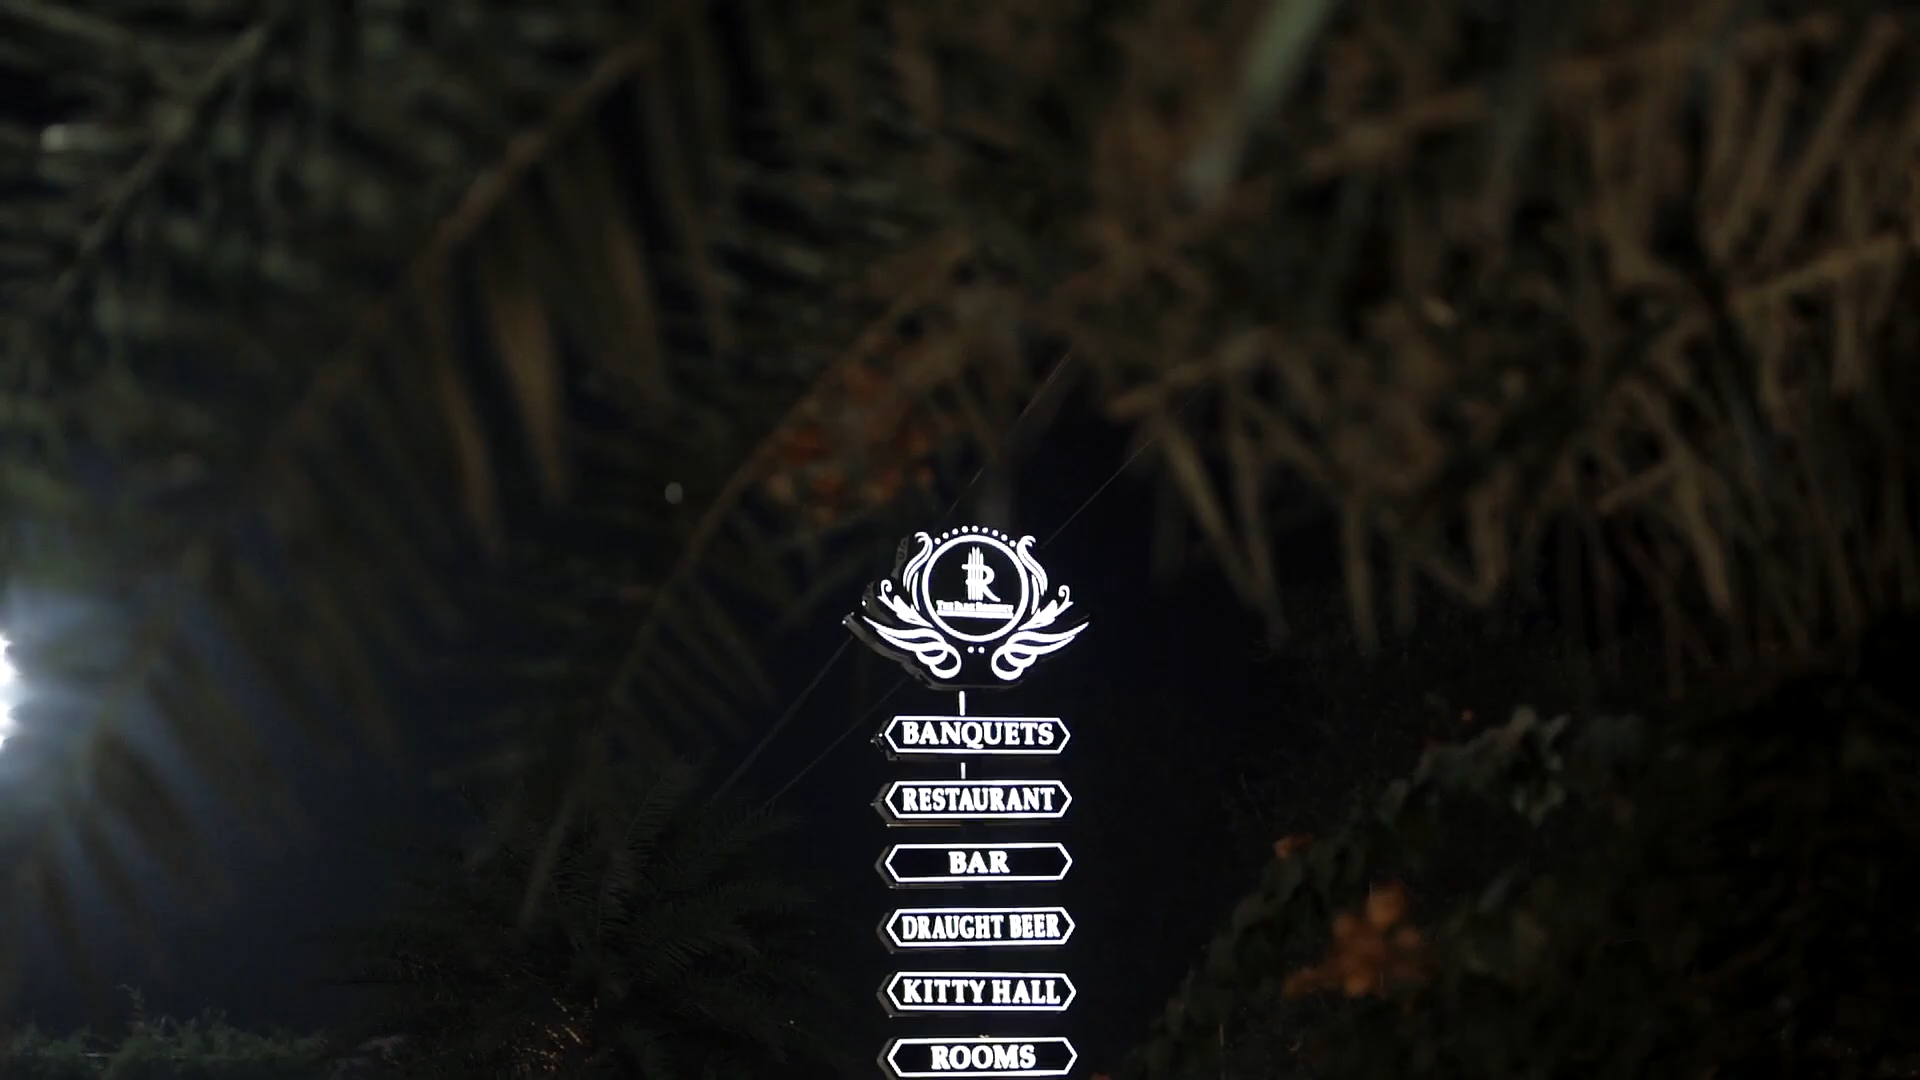 R
BANQUETS
RESTAURANT
BAR
DRAUGHT BEER
KITTY HALL
ROOMS